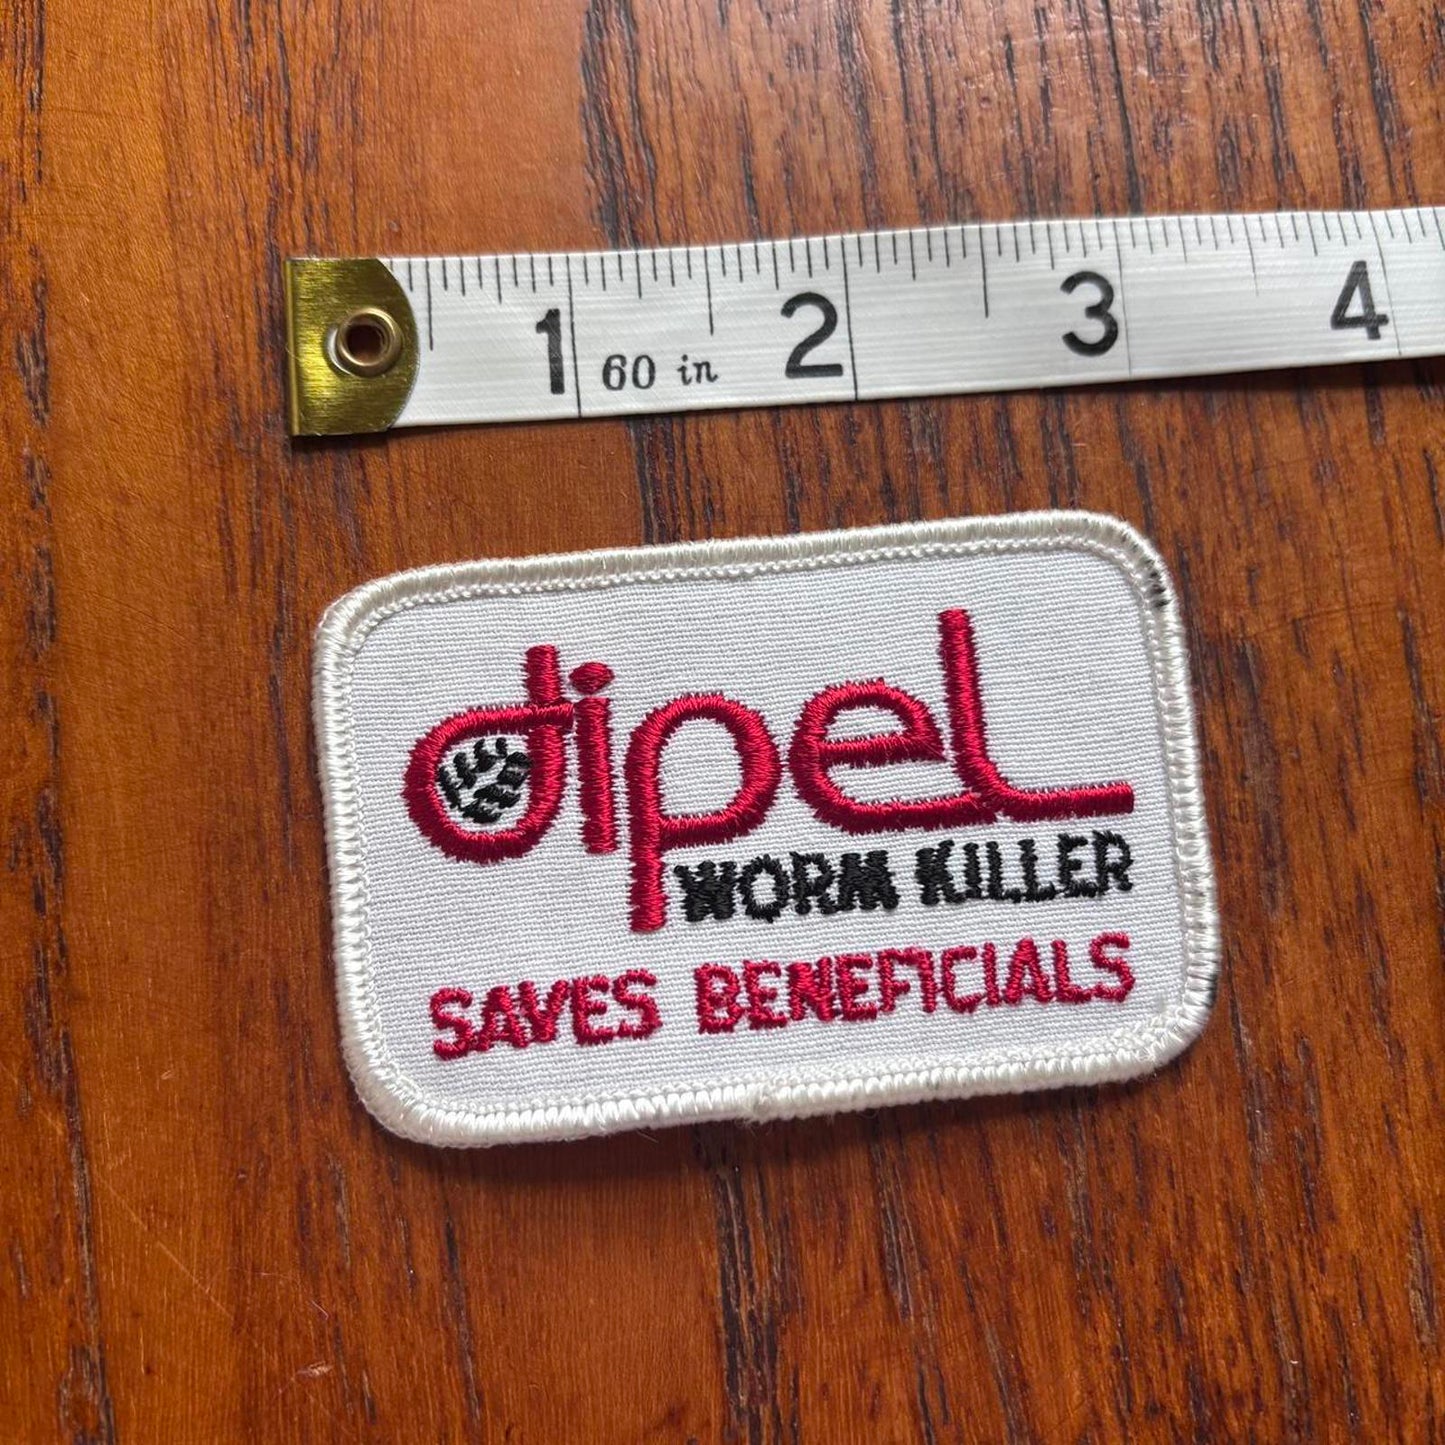 1 60 in 2 3 4
dipel
WORM KILLER
SAVES BENEFICIALS